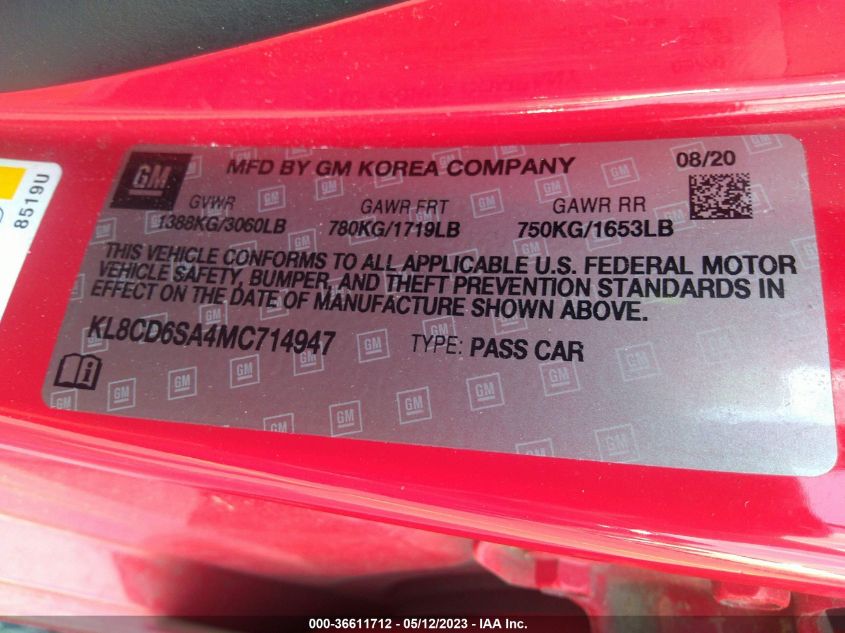 GM
MFD BY GM KOREA COMPANY
08/20
GVWR
GAWR FRT
GAWR RR
1388KG/3060LB
780KG/1719LB
750KG/1653LB
THIS VEHICLE CONFORMS TO ALL APPLICABLE U.S. FEDERAL MOTOR
VEHICLE SAFETY, BUMPER, AND THEFT PREVENTION STANDARDS IN
EFFECT ON THE DATE OF MANUFACTURE SHOWN ABOVE.
KL8CD6SA4MC714947
TYPE: PASS CAR
8519U
000-36611712 - 05/12/2023 - IAA Inc.